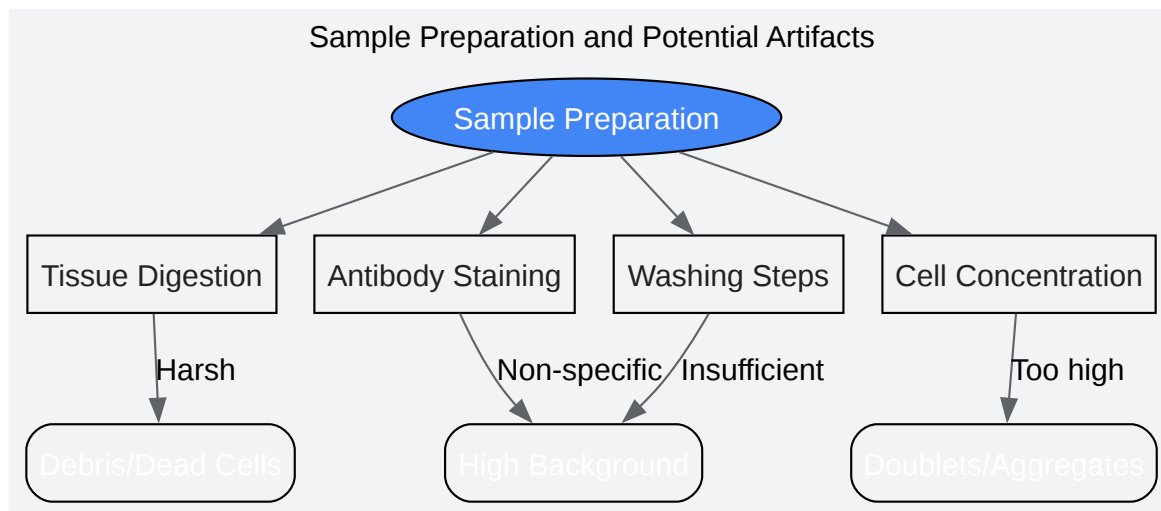 Sample Preparation and Potential Artifacts
Sample Preparation
Tissue Digestion
Antibody Staining
Washing Steps
Cell Concentration
Harsh
Non-specific
Insufficient
Too high
Debris/Dead Cells
High Background
Doublets/Aggregates